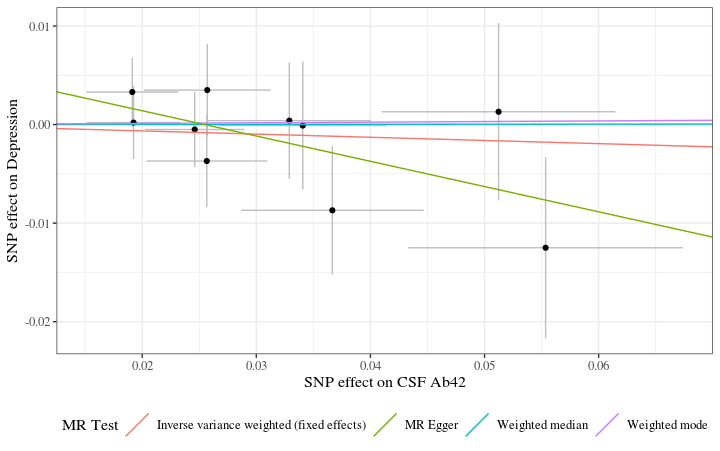 0.01
0.00
-0.01
-0.02
SNP effect on Depression
0.02 0.03 0.04 0.05 0.06
SNP effect on CSF Ab42
MR Test Inverse variance weighted (fixed effects) MR Egger Weighted median Weighted mode